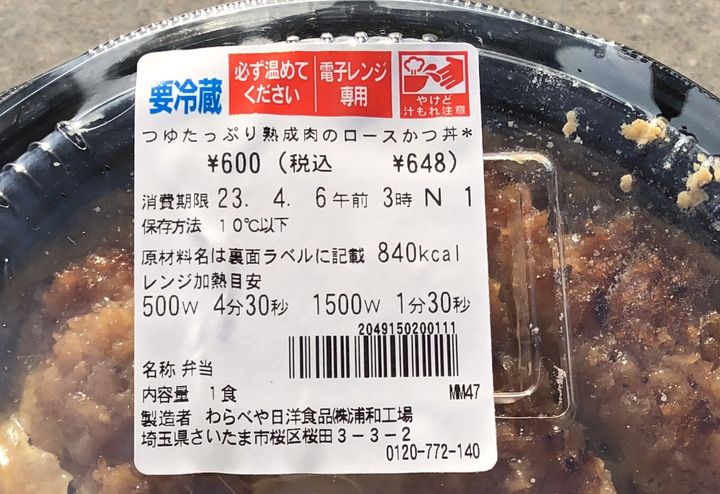 要冷蔵
必ず温めて
ください
電子レンジ
専用
やけど
汁もれ注意
つゆたっぷり熟成肉のロースかつ丼*
¥600 (税込 ¥648)
消費期限 23. 4. 6午前 3時 N 1
保存方法 10℃以下
原材料名は裏面ラベルに記載 840kcal
レンジ加熱目安
500W 4分30秒 1500W 1分30秒
2049150200111
名称 弁当
内容量 1食 MM47
製造者 わらべや日洋食品(株)浦和工場
埼玉県さいたま市桜区桜田3-3-2
0120-772-140